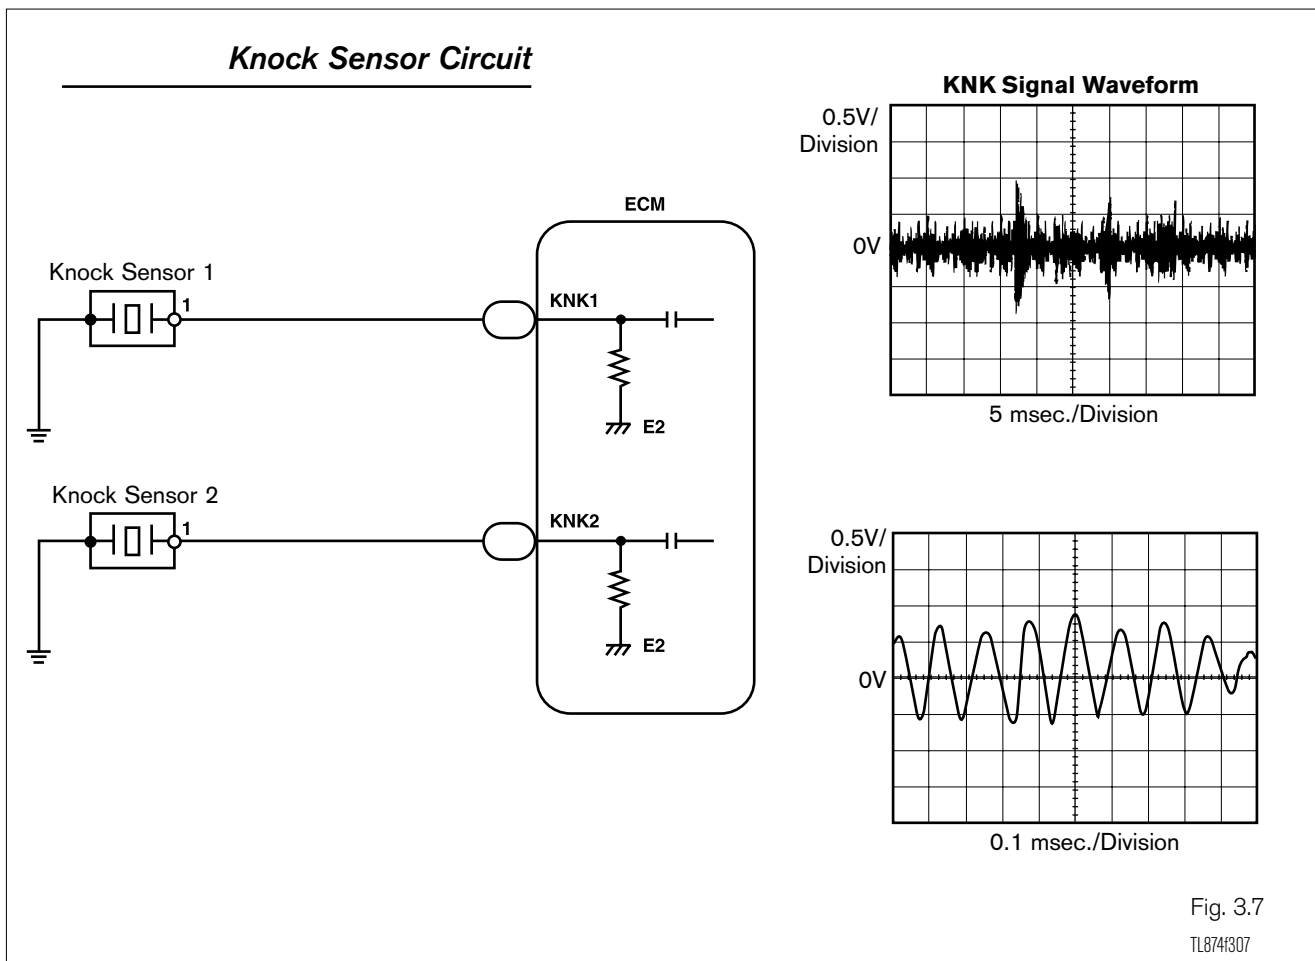 Knock Sensor Circuit
KNK Signal Waveform
0.5V/
Division
0V
5 msec./Division
ECM
Knock Sensor 1
1
KNK1
E2
Knock Sensor 2
1
KNK2
E2
0.5V/
Division
0V
0.1 msec./Division
Fig. 3.7
TL874f307